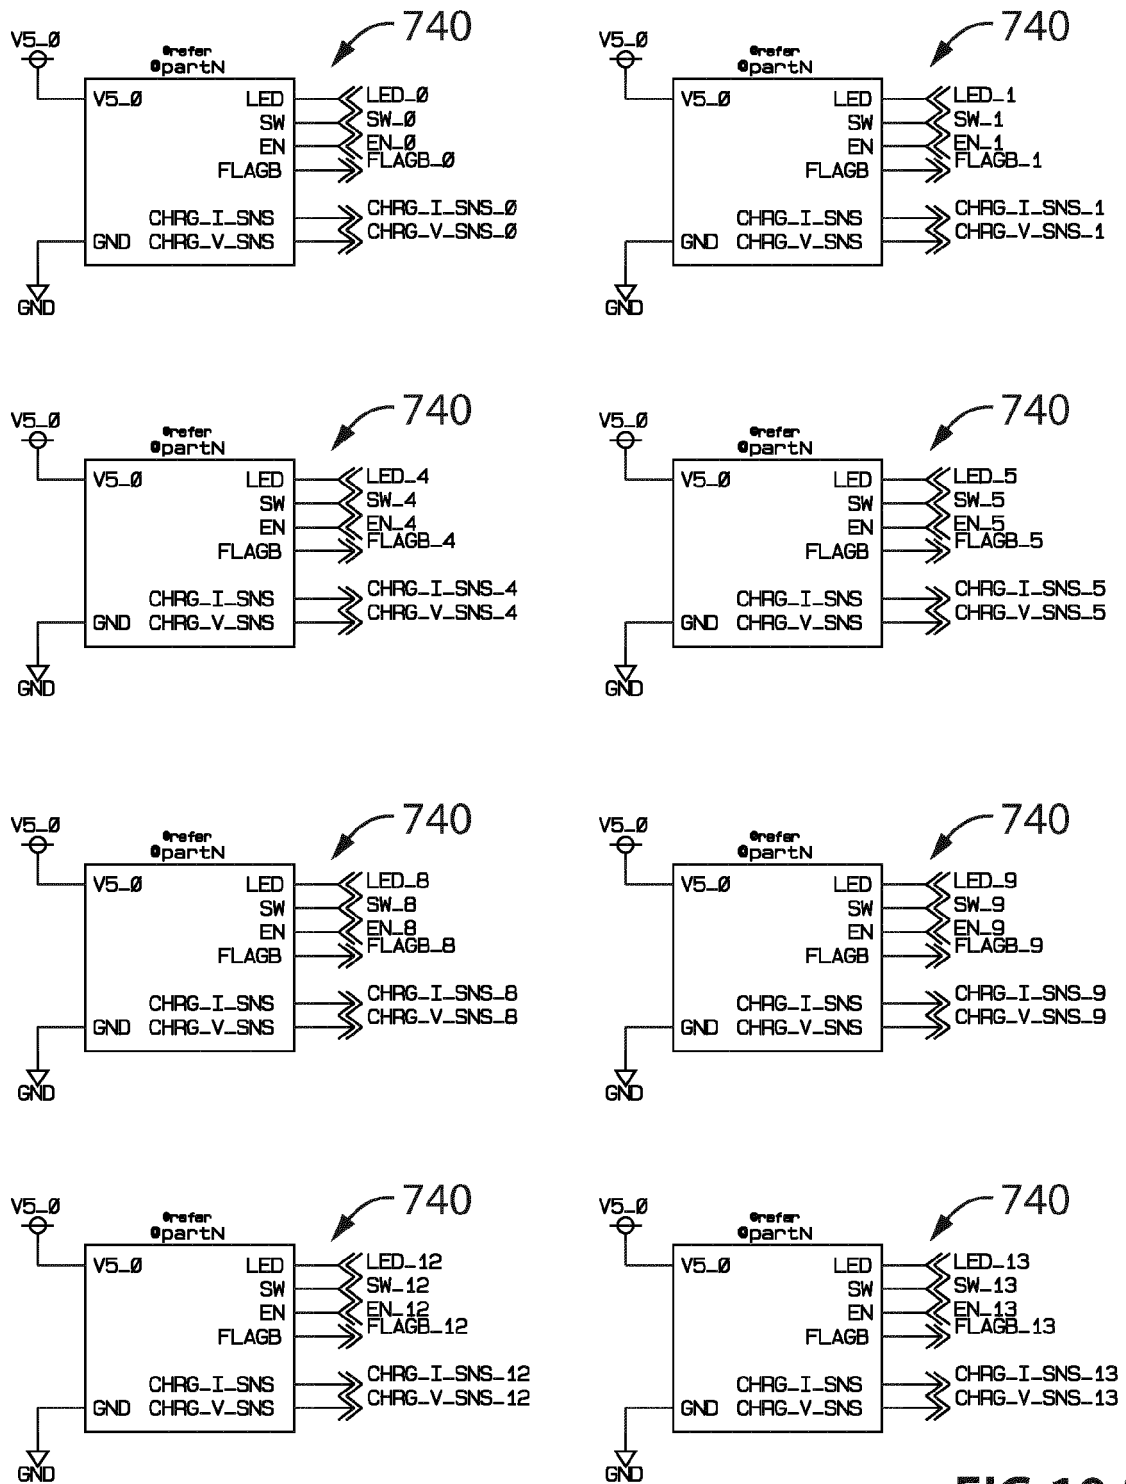 740
V5_0
@refer
@partN
V5_0 LED LED_0
SW SW_0
EN EN_0
FLAGB FLAGB_0
CHRG_I_SNS CHRG_I_SNS_0
GND CHRG_V_SNS CHRG_V_SNS_0
GND
740
V5_0
@refer
@partN
V5_0 LED LED_1
SW SW_1
EN EN_1
FLAGB FLAGB_1
CHRG_I_SNS CHRG_I_SNS_1
GND CHRG_V_SNS CHRG_V_SNS_1
GND
740
V5_0
@refer
@partN
V5_0 LED LED_4
SW SW_4
EN EN_4
FLAGB FLAGB_4
CHRG_I_SNS CHRG_I_SNS_4
GND CHRG_V_SNS CHRG_V_SNS_4
GND
740
V5_0
@refer
@partN
V5_0 LED LED_5
SW SW_5
EN EN_5
FLAGB FLAGB_5
CHRG_I_SNS CHRG_I_SNS_5
GND CHRG_V_SNS CHRG_V_SNS_5
GND
740
V5_0
@refer
@partN
V5_0 LED LED_8
SW SW_8
EN EN_8
FLAGB FLAGB_8
CHRG_I_SNS CHRG_I_SNS_8
GND CHRG_V_SNS CHRG_V_SNS_8
GND
740
V5_0
@refer
@partN
V5_0 LED LED_9
SW SW_9
EN EN_9
FLAGB FLAGB_9
CHRG_I_SNS CHRG_I_SNS_9
GND CHRG_V_SNS CHRG_V_SNS_9
GND
740
V5_0
@refer
@partN
V5_0 LED LED_12
SW SW_12
EN EN_12
FLAGB FLAGB_12
CHRG_I_SNS CHRG_I_SNS_12
GND CHRG_V_SNS CHRG_V_SNS_12
GND
740
V5_0
@refer
@partN
V5_0 LED LED_13
SW SW_13
EN EN_13
FLAGB FLAGB_13
CHRG_I_SNS CHRG_I_SNS_13
GND CHRG_V_SNS CHRG_V_SNS_13
GND